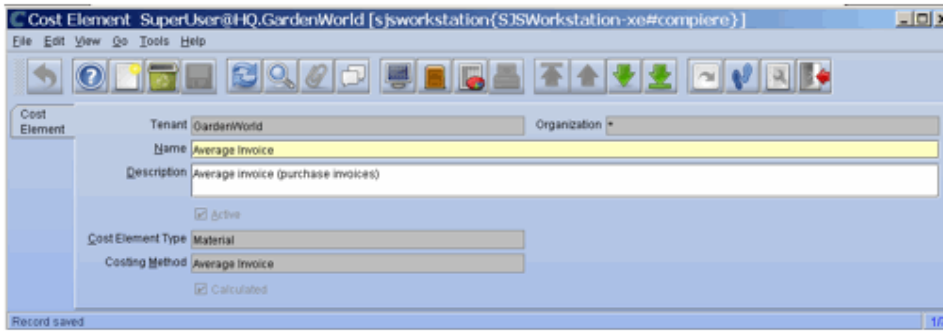 Cost Element SuperUser@HQ.GardenWorld [sjsworkstation{SJSWorkstation-xe#compiere}]
File Edit View Go Tools Help
Cost
Element
Tenant GardenWorld Organization *
Name Average Invoice
Description Average invoice (purchase invoices)
Active
Cost Element Type Material
Costing Method Average Invoice
Calculated
Record saved